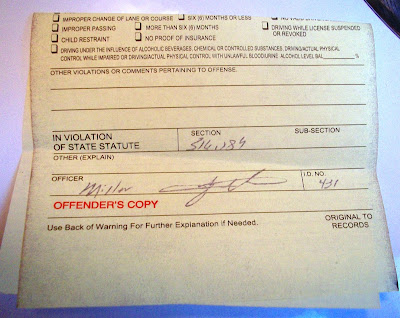 IMPROPER CHANGE OF LANE OR COURSE SIX (6) MONTHS OR LESS
IMPROPER PASSING MORE THAN SIX (6) MONTHS DRIVING WHILE LICENSE SUSPENDED
OR REVOKED
CHILD RESTRAINT NO PROOF OF INSURANCE
DRIVING UNDER THE INFLUENCE OF ALCOHOLIC BEVERAGES, CHEMICAL OR CONTROLLED SUBSTANCES, DRIVING/ACTUAL PHYSICAL
CONTROL WHILE IMPAIRED OR DRIVING/ACTUAL PHYSICAL CONTROL WITH UNLAWFUL BLOOD/URINE ALCOHOL LEVEL BAL %
OTHER VIOLATIONS OR COMMENTS PERTAINING TO OFFENSE:
IN VIOLATION
OF STATE STATUTE
SECTION
SUB-SECTION
OTHER (EXPLAIN)
OFFICER
Miller
I.D. NO.
OFFENDER'S COPY
Use Back of Warning For Further Explanation if Needed.
ORIGINAL TO
RECORDS